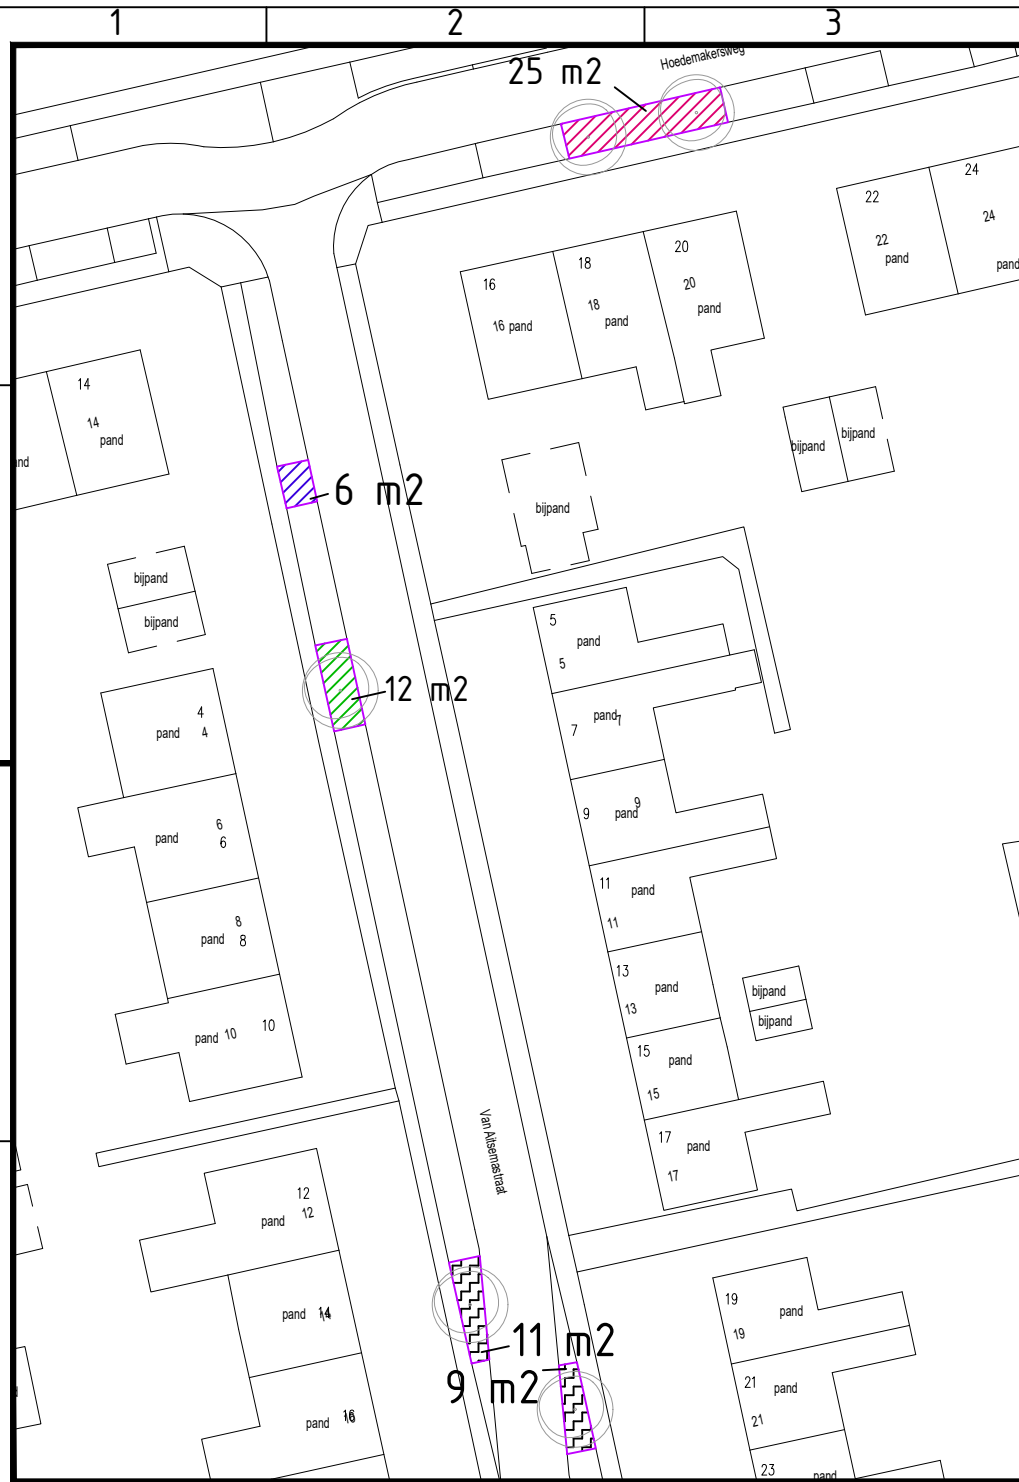 1 2 3
Hoedemakersweg
25 m2
24
22
24
22
pand
pand
20
18
16
20
18
pand
pand
16 pand
14
14
pand
bijpand
bijpand
6 m2
bijpand
bijpand
bijpand
5
pand
5
12 m2
4
4
pand
pand
7
7
9
9
pand
6
6
pand
11
pand
11
8
8
pand
13
pand
13
bijpand
bijpand
10
10
pand
15
pand
15
Van Aitsemastraat
17
pand
17
12
12
pand
19
pand
19
14
14
pand
11 m2
9 m2
21
pand
21
16
16
pand
23
pand